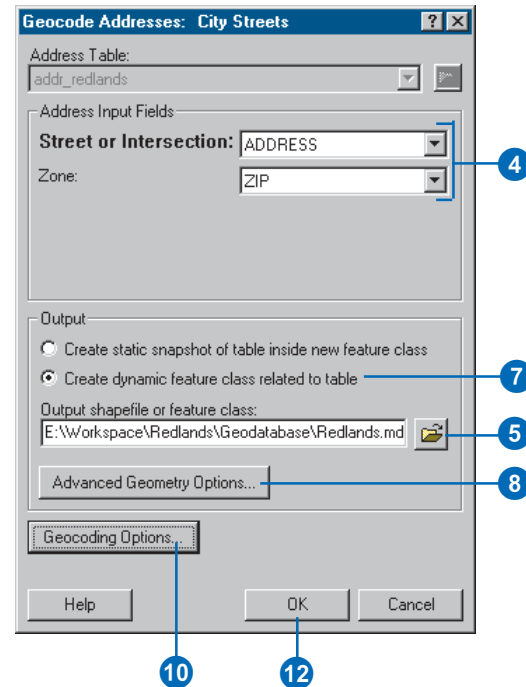 Geocode Addresses: City Streets
Address Table:
addr_redlands
Address Input Fields
Street or Intersection: ADDRESS
4
Zone: ZIP
Output
Create static snapshot of table inside new feature class
Create dynamic feature class related to table
7
Output shapefile or feature class:
E:\Workspace\Redlands\Geodatabase\Redlands.md
5
Advanced Geometry Options...
8
Geocoding Options...
Help OK Cancel
10 12